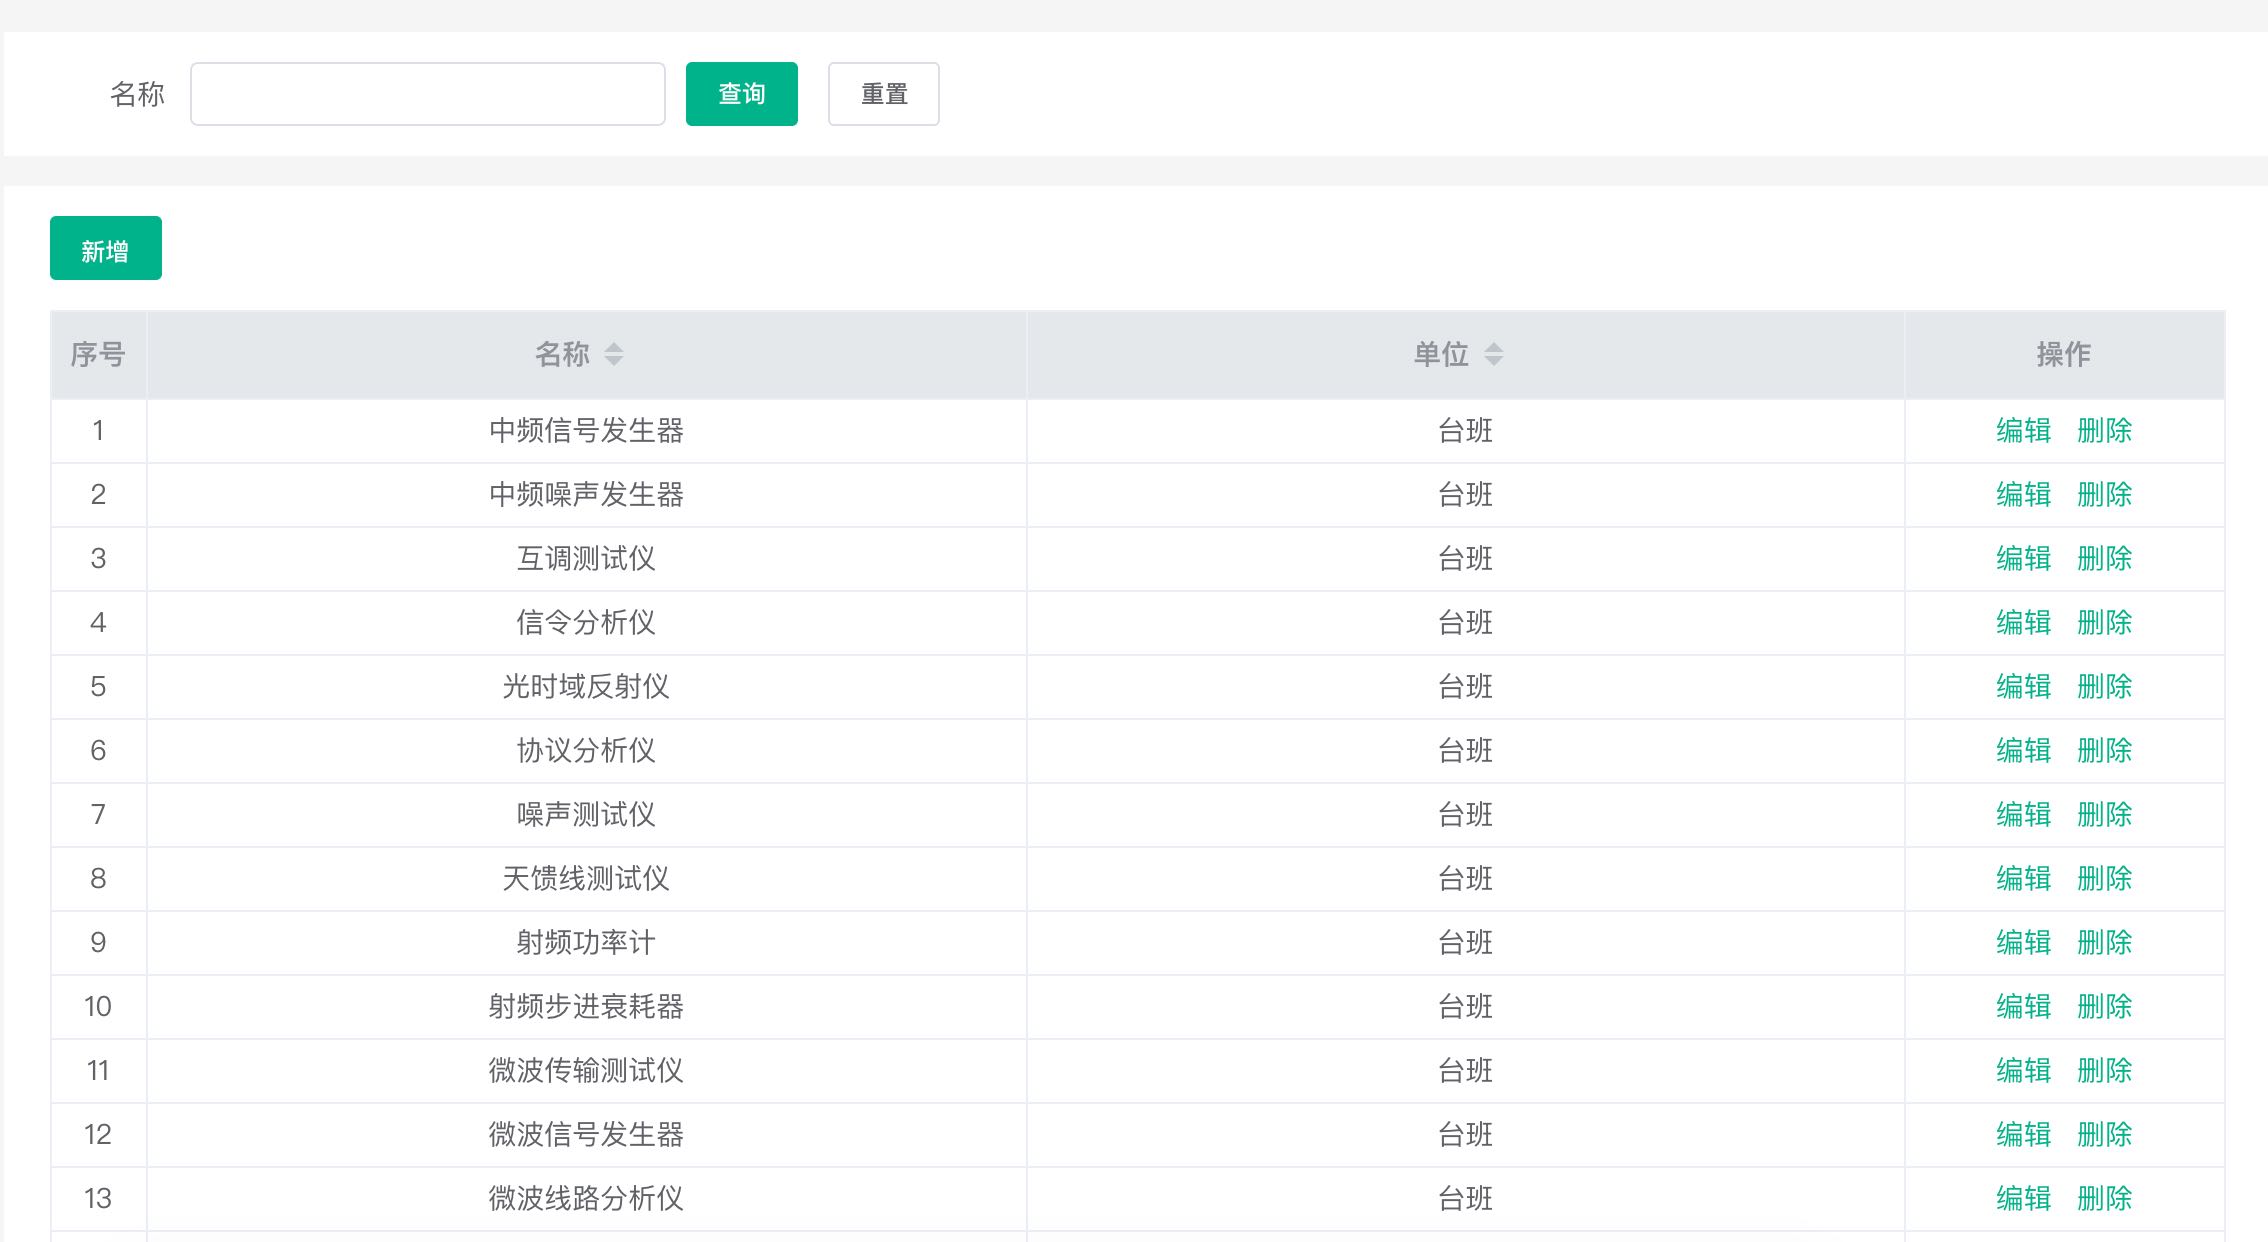 名称 查询 重置
新增
序号 名称 单位 操作
1 中频信号发生器 台班 编辑 删除
2 中频噪声发生器 台班 编辑 删除
3 互调测试仪 台班 编辑 删除
4 信令分析仪 台班 编辑 删除
5 光时域反射仪 台班 编辑 删除
6 协议分析仪 台班 编辑 删除
7 噪声测试仪 台班 编辑 删除
8 天馈线测试仪 台班 编辑 删除
9 射频功率计 台班 编辑 删除
10 射频步进衰耗器 台班 编辑 删除
11 微波传输测试仪 台班 编辑 删除
12 微波信号发生器 台班 编辑 删除
13 微波线路分析仪 台班 编辑 删除